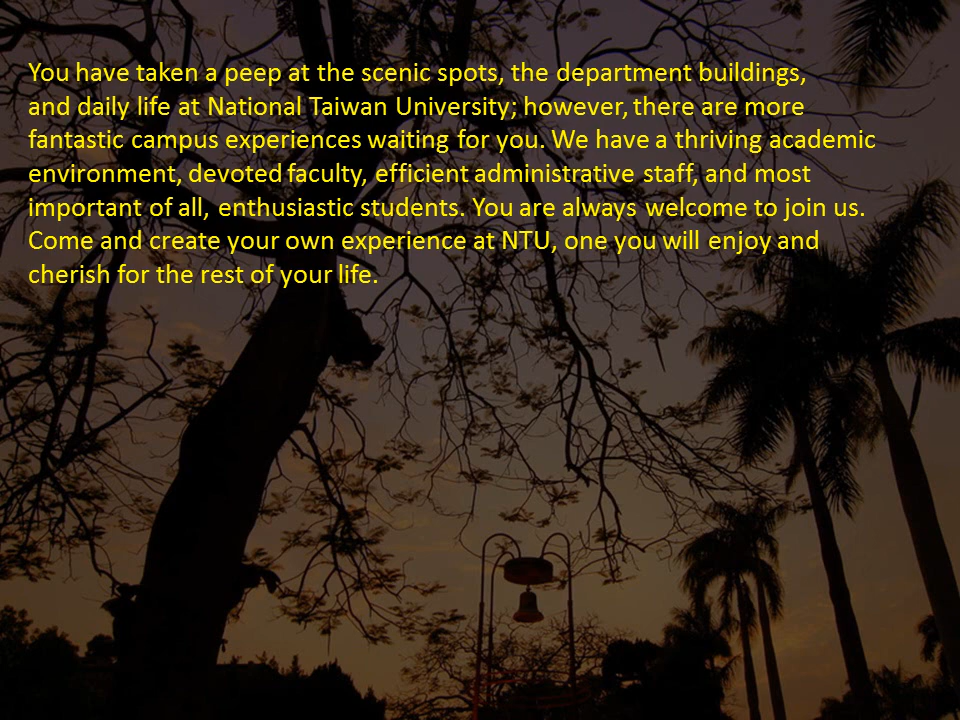 You have taken a peep at the scenic spots, the department buildings,
and daily life at National Taiwan University; however, there are more
fantastic campus experiences waiting for you. We have a thriving academic
environment, devoted faculty, efficient administrative staff, and most
important of all, enthusiastic students. You are always welcome to join us.
Come and create your own experience at NTU, one you will enjoy and
cherish for the rest of your life.